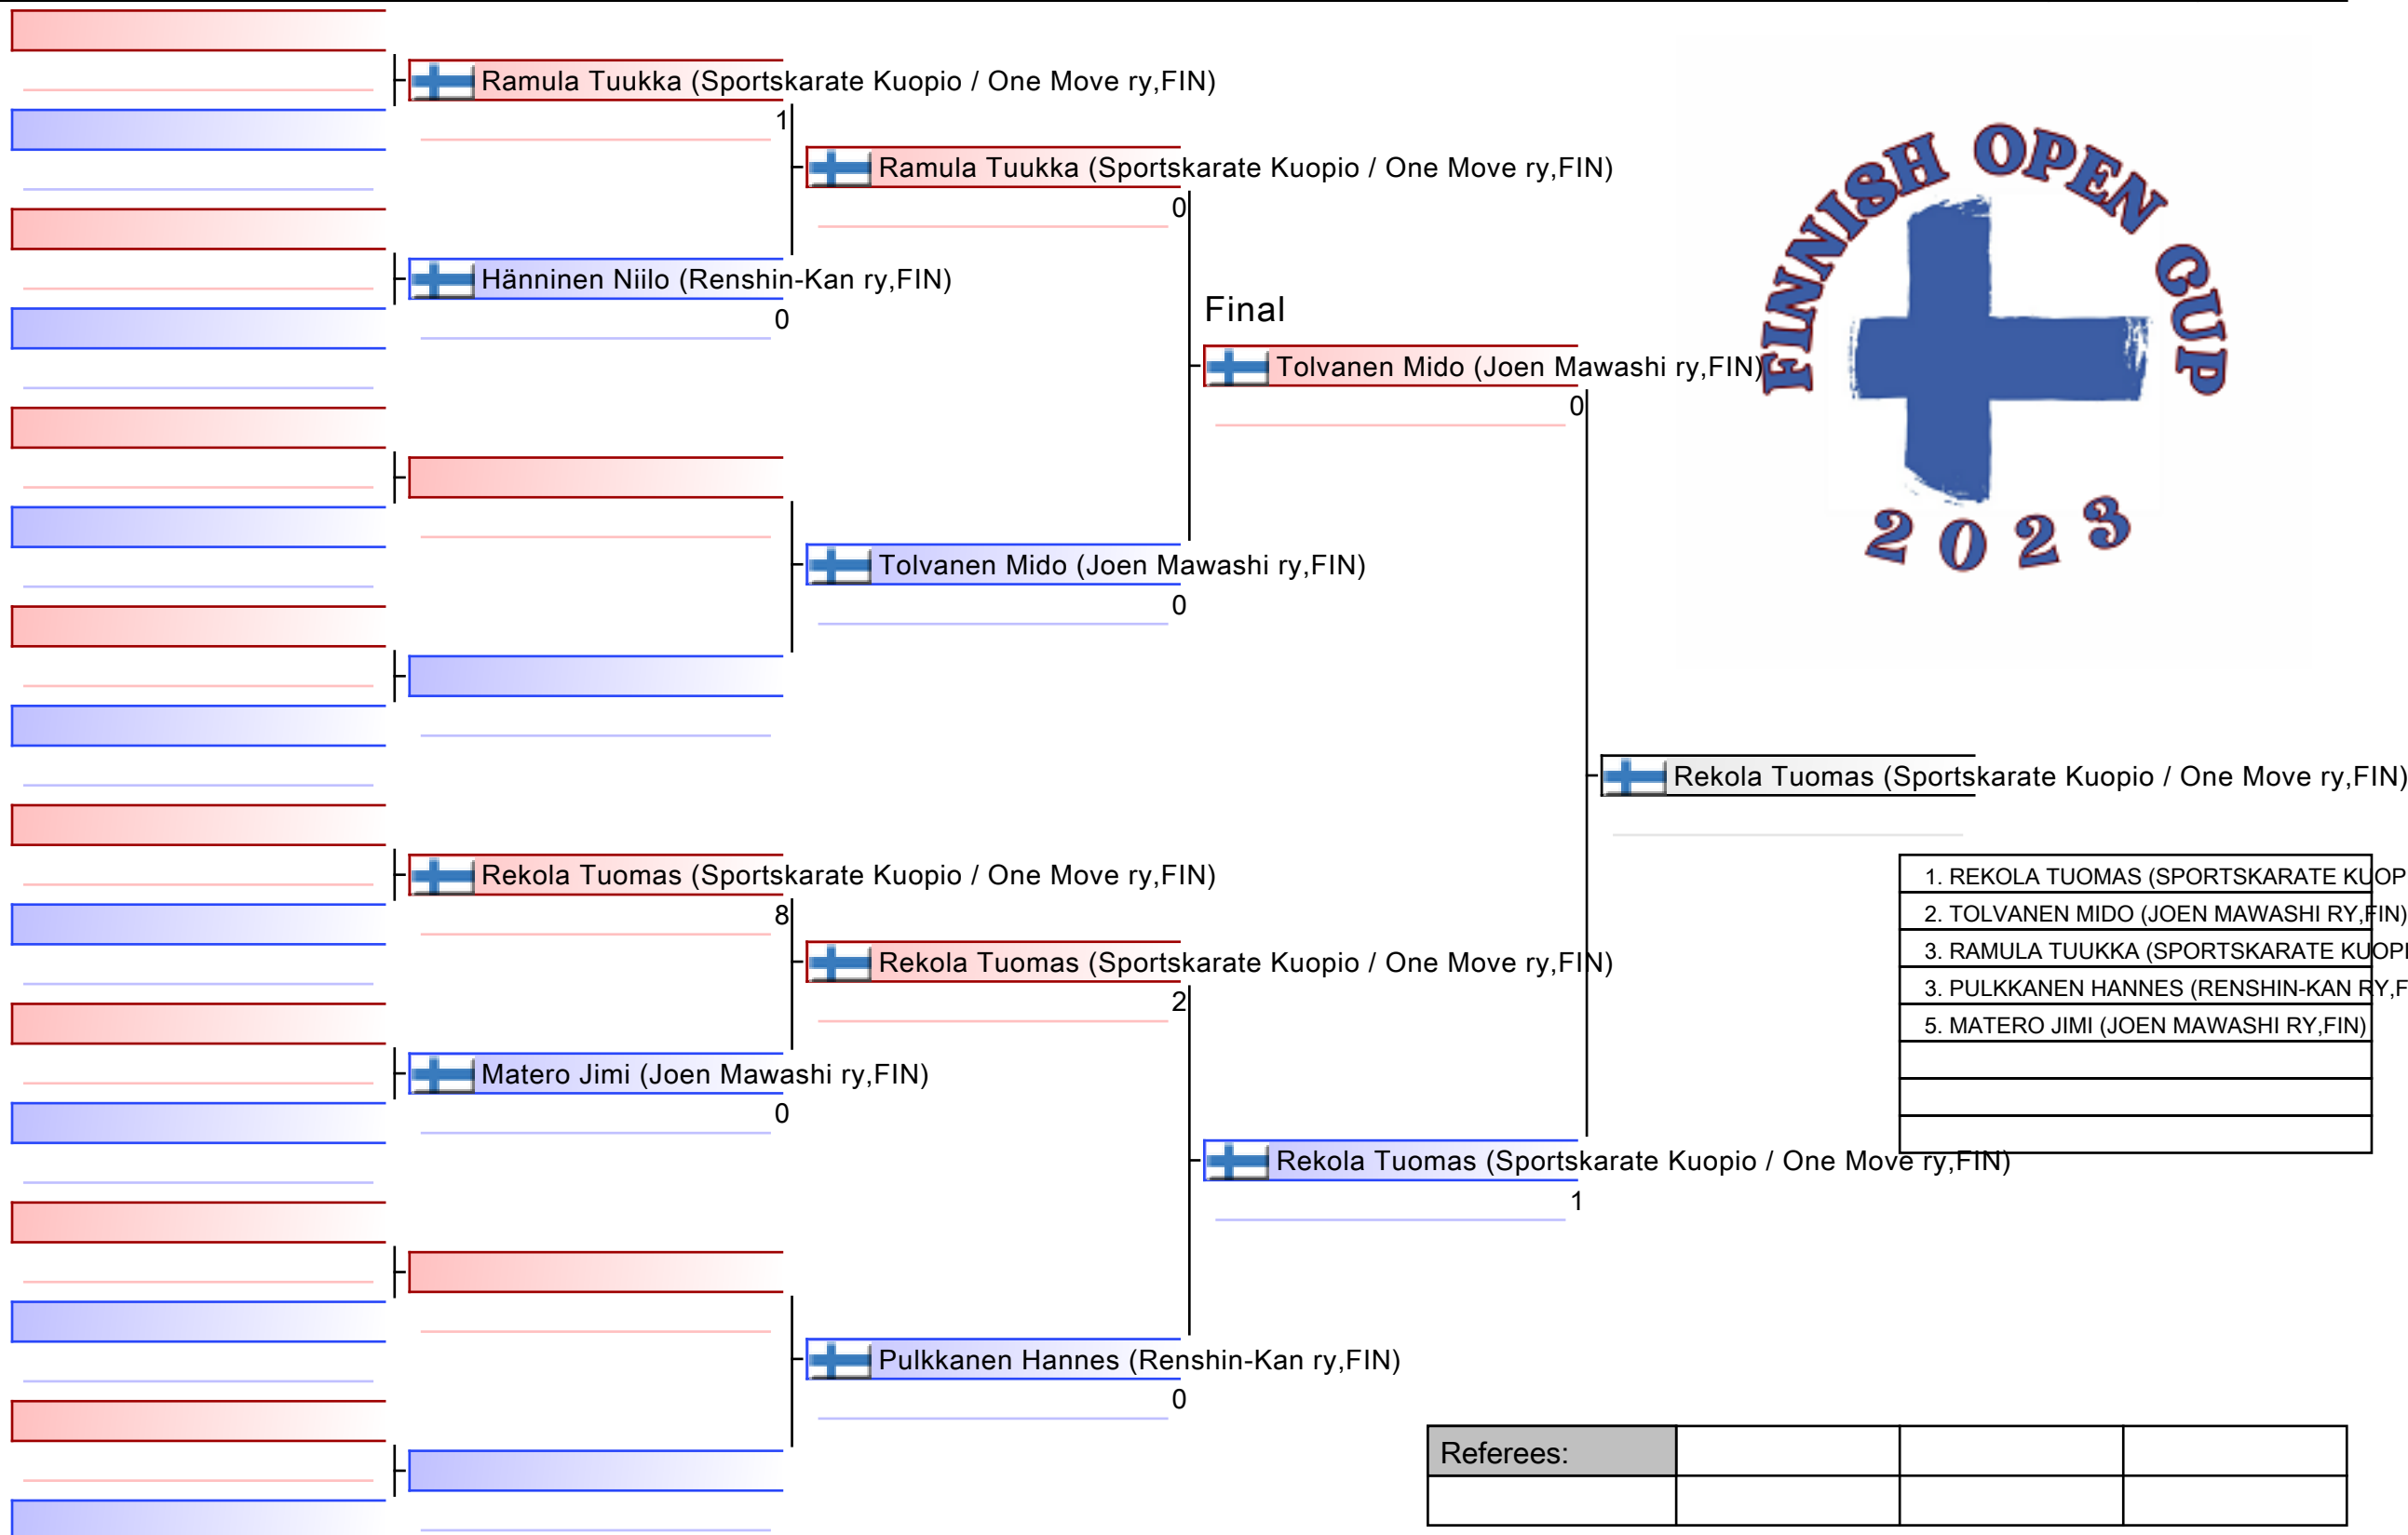 Ramula Tuukka (Sportskarate Kuopio / One Move ry,FIN)
1
Hänninen Niilo (Renshin-Kan ry,FIN)
0
Rekola Tuomas (Sportskarate Kuopio / One Move ry,FIN)
8
Matero Jimi (Joen Mawashi ry,FIN)
0
Ramula Tuukka (Sportskarate Kuopio / One Move ry,FIN)
0
Tolvanen Mido (Joen Mawashi ry,FIN)
0
Rekola Tuomas (Sportskarate Kuopio / One Move ry,FIN)
2
Pulkkanen Hannes (Renshin-Kan ry,FIN)
0
Final
Tolvanen Mido (Joen Mawashi ry,FIN)
0
Rekola Tuomas (Sportskarate Kuopio / One Move ry,FIN)
1
Rekola Tuomas (Sportskarate Kuopio / One Move ry,FIN)
FINNISH OPEN CUP
2023
1. REKOLA TUOMAS (SPORTSKARATE KUOP
2. TOLVANEN MIDO (JOEN MAWASHI RY,FIN)
3. RAMULA TUUKKA (SPORTSKARATE KUOPI
3. PULKKANEN HANNES (RENSHIN-KAN RY,F
5. MATERO JIMI (JOEN MAWASHI RY,FIN)
Referees: